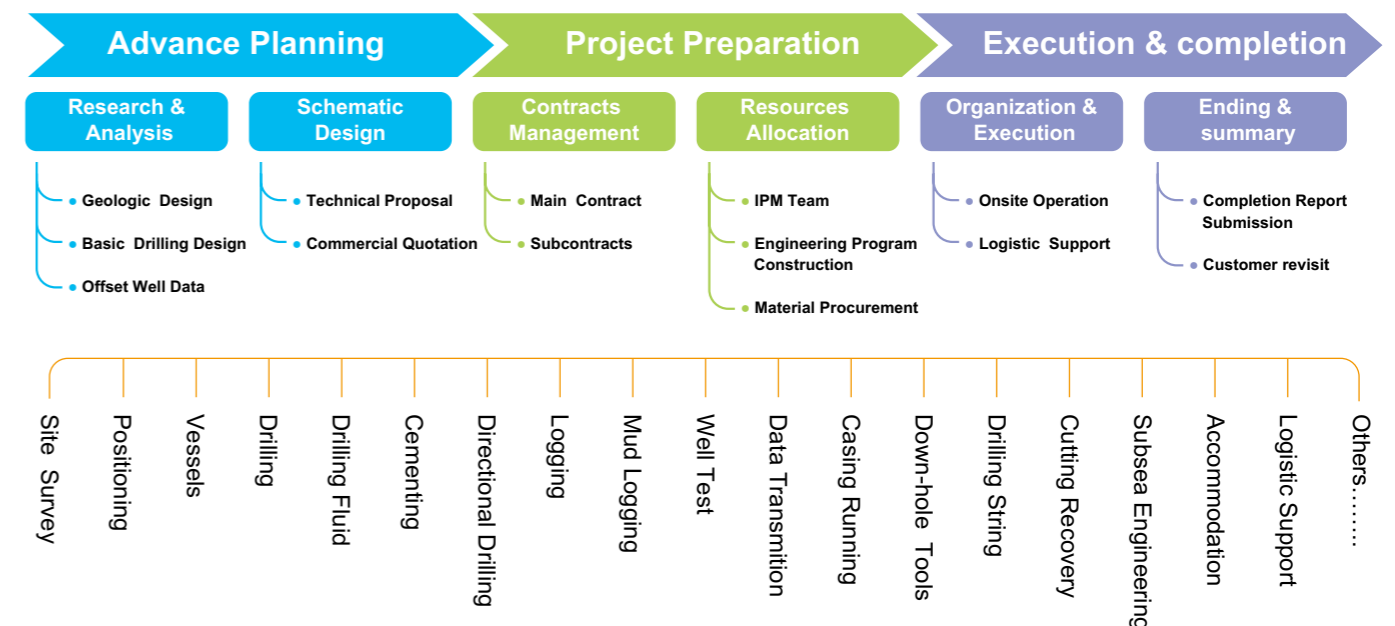 Advance Planning
Project Preparation
Execution & completion
Research &
Analysis
Schematic
Design
Contracts
Management
Resources
Allocation
Organization &
Execution
Ending &
summary
• Geologic Design
• Basic Drilling Design
• Offset Well Data
• Technical Proposal
• Commercial Quotation
• Main Contract
• Subcontracts
• IPM Team
• Engineering Program
Construction
• Material Procurement
• Onsite Operation
• Logistic Support
• Completion Report
Submission
• Customer revisit
Site Survey
Positioning
Vessels
Drilling
Drilling Fluid
Cementing
Directional Drilling
Logging
Mud Logging
Well Test
Data Transmition
Casing Running
Down-hole Tools
Drilling String
Cutting Recovery
Subsea Engineering
Accommodation
Logistic Support
Others........